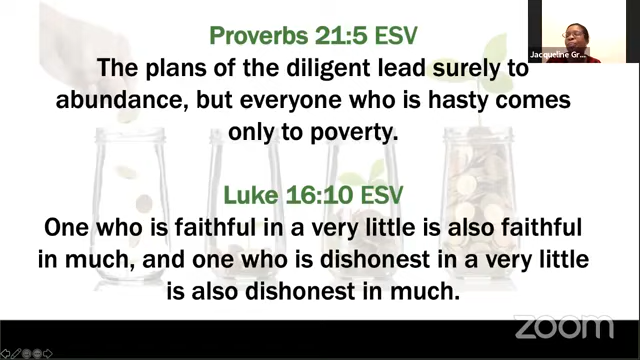 Proverbs 21:5 ESV
The plans of the diligent lead surely to
abundance, but everyone who is hasty comes
only to poverty.
Luke 16:10 ESV
One who is faithful in a very little is also faithful
in much, and one who is dishonest in a very little
is also dishonest in much.
Jacqueline Gr...
zoom